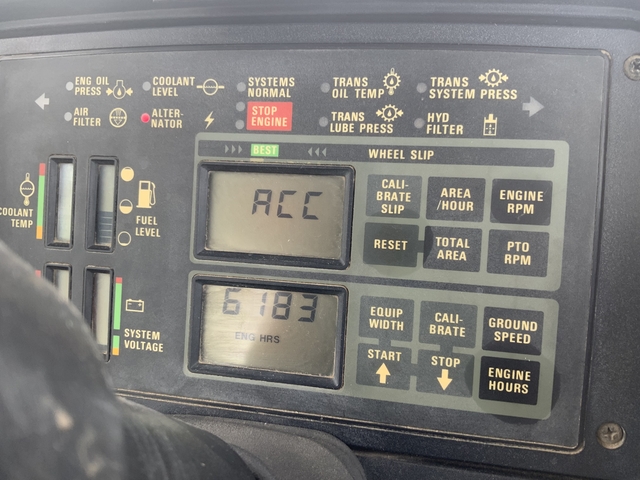 ENG OIL
PRESS
COOLANT
LEVEL
SYSTEMS
NORMAL
TRANS
OIL TEMP
TRANS
SYSTEM PRESS
AIR
FILTER
ALTER-
NATOR
STOP
ENGINE
TRANS
LUBE PRESS
HYD
FILTER
BEST
WHEEL SLIP
COOLANT
TEMP
FUEL
LEVEL
ACC
CALI-
BRATE
SLIP
AREA
/HOUR
ENGINE
RPM
RESET
TOTAL
AREA
PTO
RPM
SYSTEM
VOLTAGE
6183
ENG HRS
EQUIP
WIDTH
CALI-
BRATE
GROUND
SPEED
START
STOP
ENGINE
HOURS